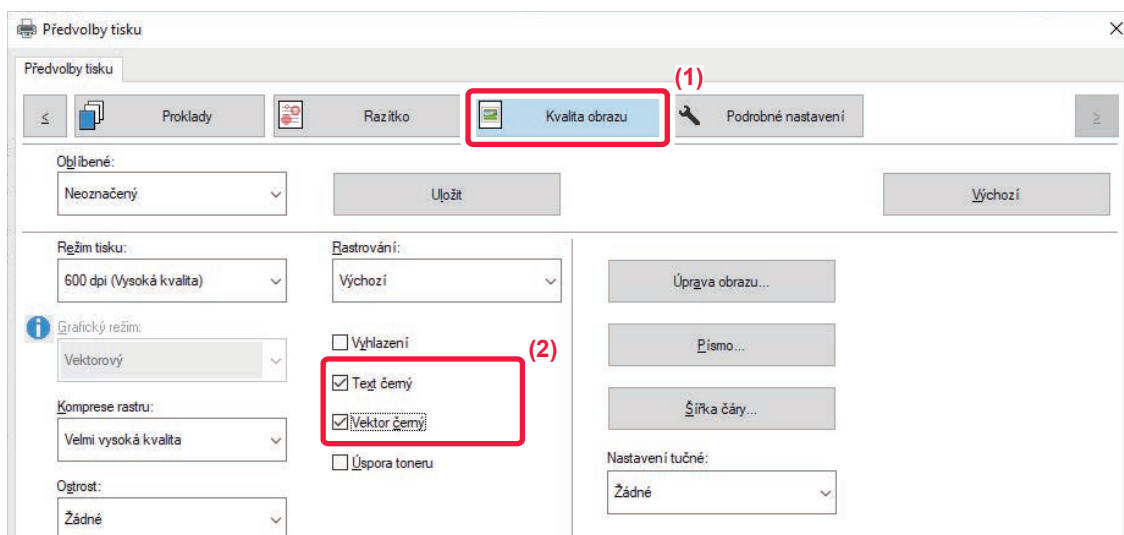 Předvolby tisku
Předvolby tisku
(1)
≤ Proklady Razítko Kvalita obrazu Podrobné nastavení ≥
Oblíbené:
Neoznačený Uložit Výchozí
Režim tisku: Rastrování:
600 dpi (Vysoká kvalita) Výchozí Úprava obrazu...
Grafický režim:
Vyhlazení (2)
Vektorový Písmo...
Text černý
Komprese rastru: Šířka čáry...
Vektor černý
Velmi vysoká kvalita
Úspora toneru Nastavení tučné:
Ostrost: Žádné
Žádné